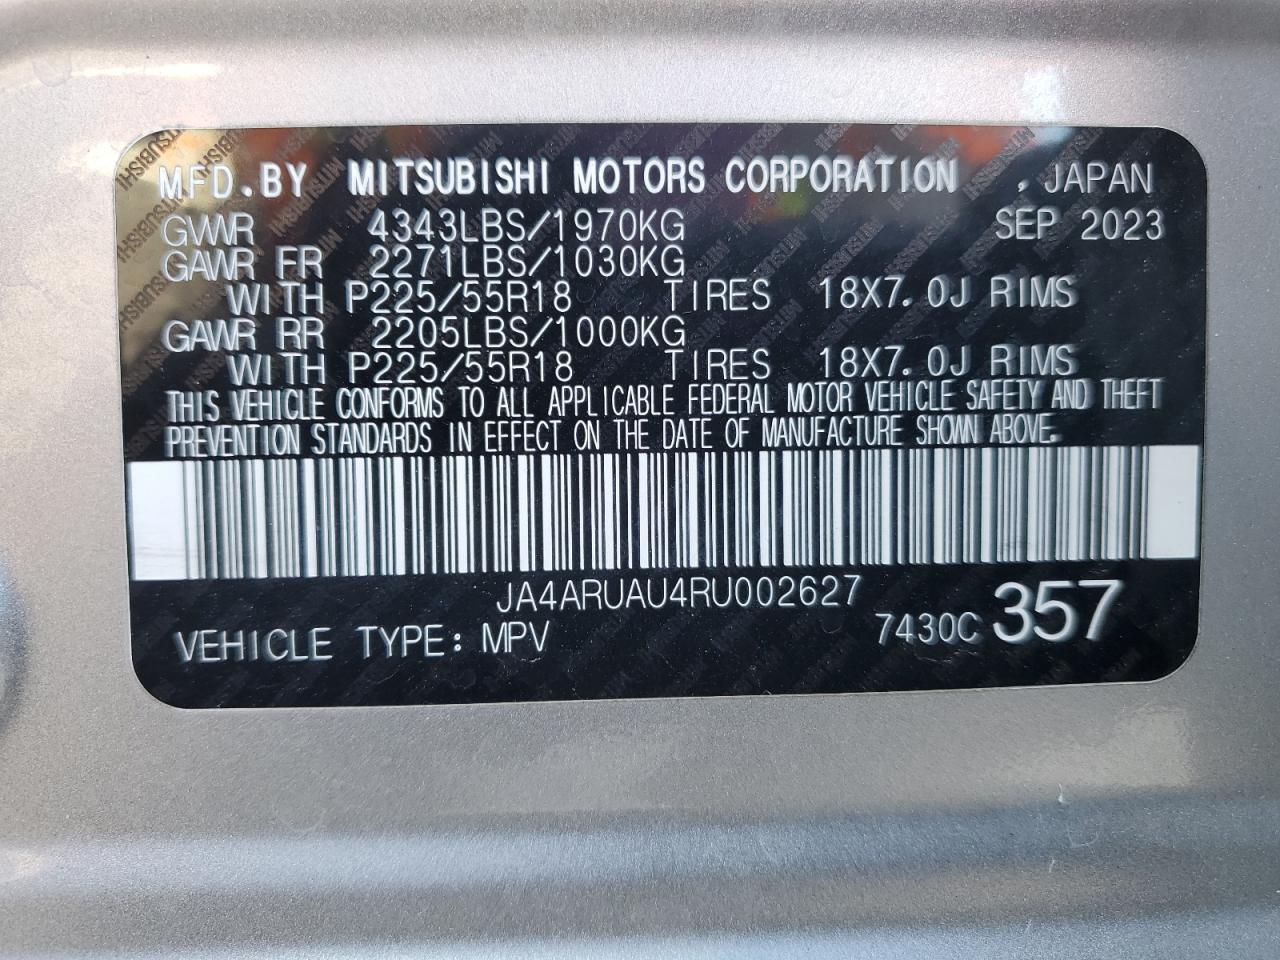 MFD.BY MITSUBISHI MOTORS CORPORATION , JAPAN
GVWR 4343LBS/1970KG SEP 2023
GAWR FR 2271LBS/1030KG
WITH P225/55R18 TIRES 18X7.0J RIMS
GAWR RR 2205LBS/1000KG
WITH P225/55R18 TIRES 18X7.0J RIMS
THIS VEHICLE CONFORMS TO ALL APPLICABLE FEDERAL MOTOR VEHICLE SAFETY AND THEFT
PREVENTION STANDARDS IN EFFECT ON THE DATE OF MANUFACTURE SHOWN ABOVE.
JA4ARUAU4RU002627
VEHICLE TYPE: MPV 7430C 357